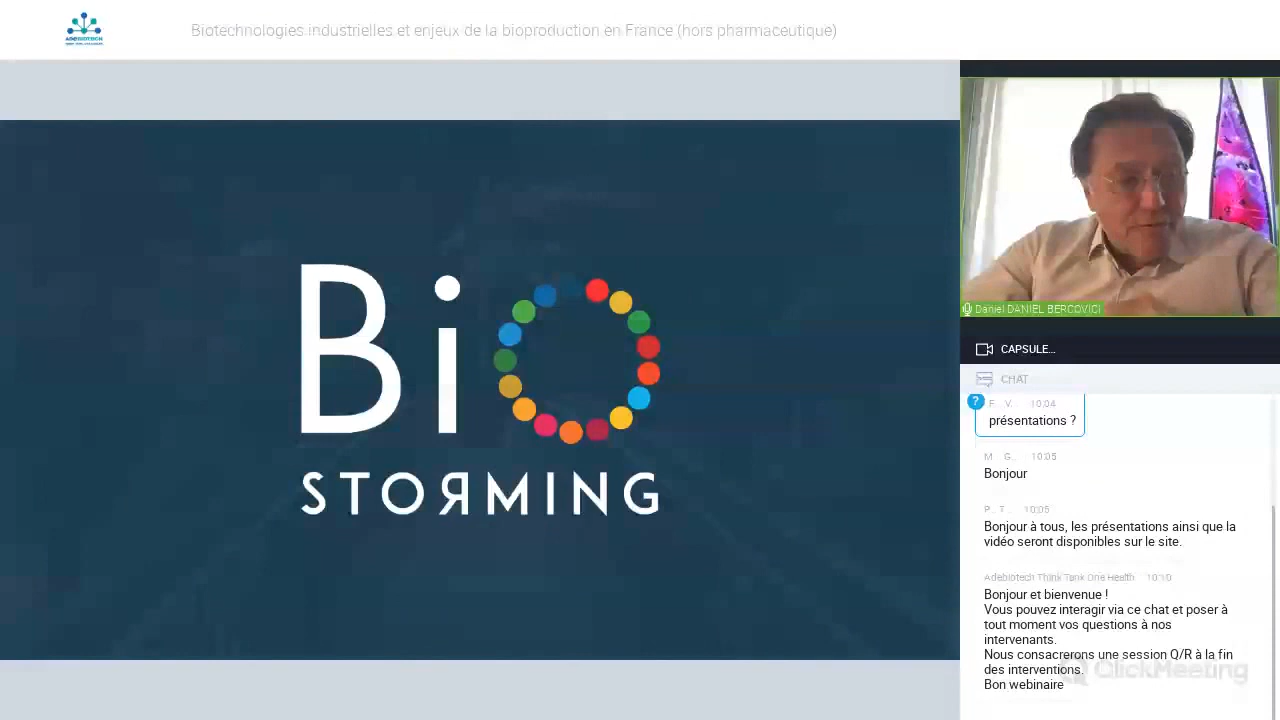 ADEBIOTECH
Biotechnologies industrielles et enjeux de la bioproduction en France (hors pharmaceutique)
Bio
STORMING
Daniel DANIEL BERCOVICI
CAPSULE...
CHAT
?
F... V... 10:04
présentations ?
M... G... 10:05
Bonjour
P... T... 10:05
Bonjour à tous, les présentations ainsi que la
vidéo seront disponibles sur le site.
Adebiotech Think Tank One Health 10:10
Bonjour et bienvenue !
Vous pouvez interagir via ce chat et poser à
tout moment vos questions à nos
intervenants.
Nous consacrerons une session Q/R à la fin
des interventions.
Bon webinaire
ClickMeeting